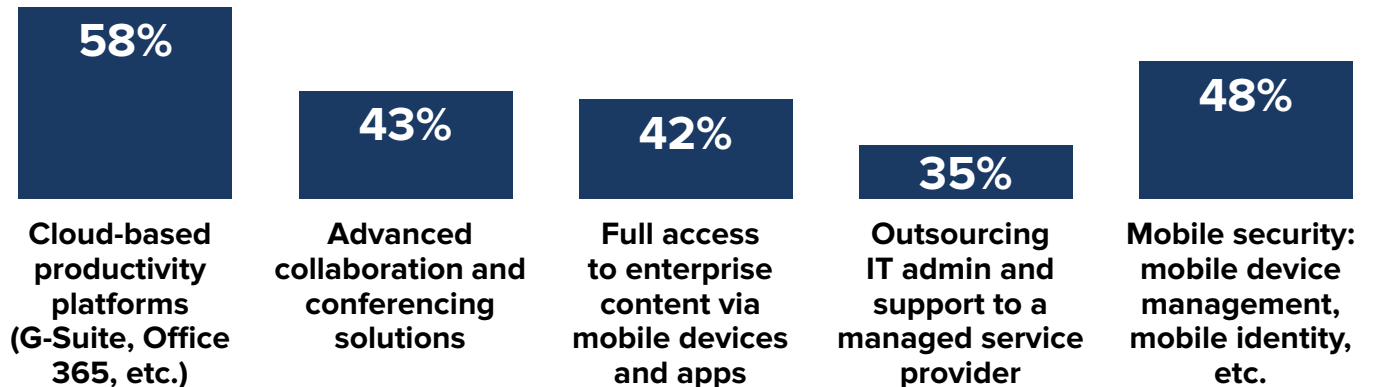 58%
43%
42%
35%
48%
Cloud-based
productivity
platforms
(G-Suite, Office
365, etc.)
Advanced
collaboration and
conferencing
solutions
Full access
to enterprise
content via
mobile devices
and apps
Outsourcing
IT admin and
support to a
managed service
provider
Mobile security:
mobile device
management,
mobile identity,
etc.